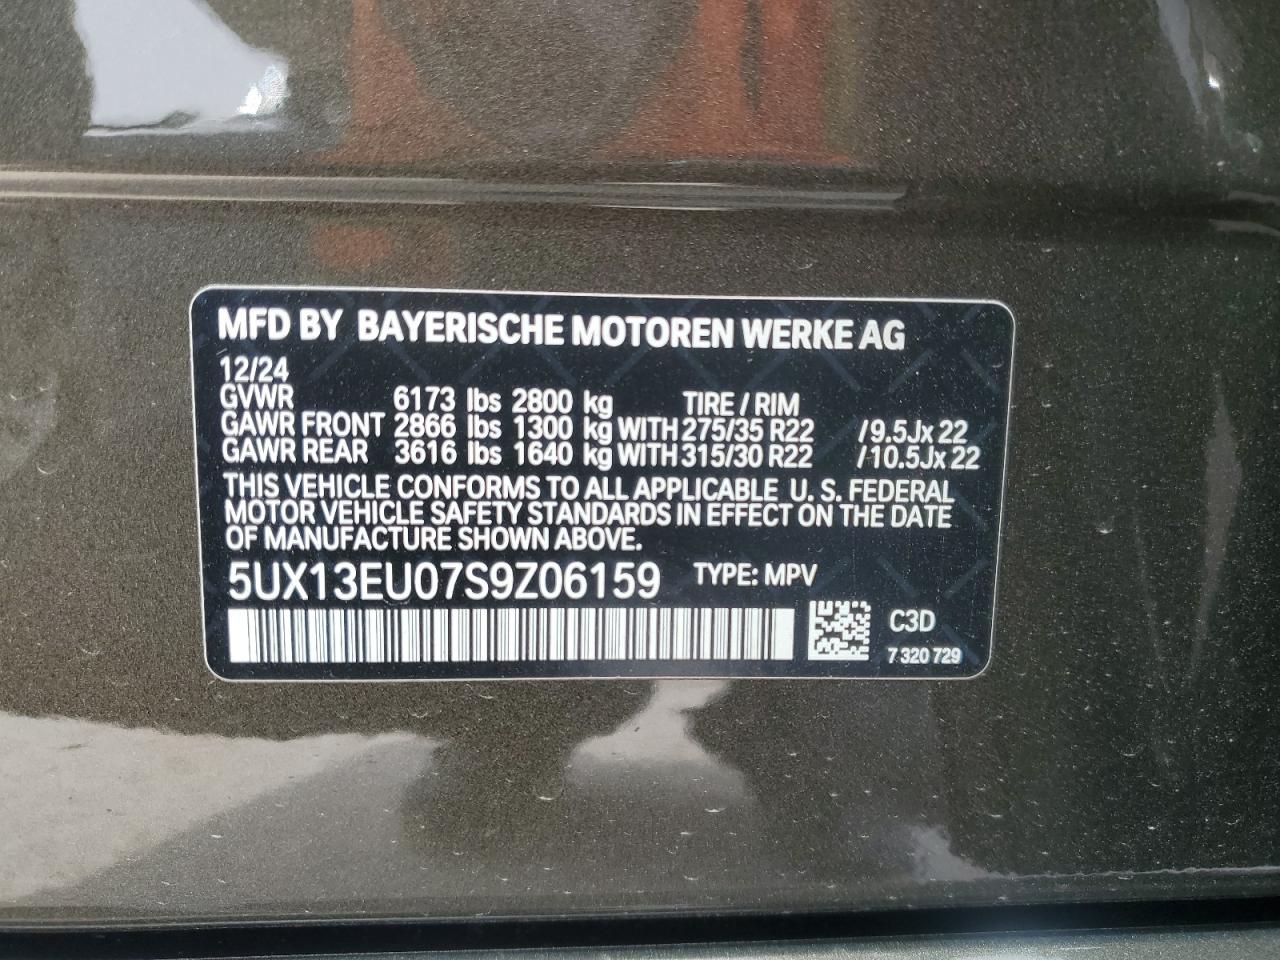 MFD BY BAYERISCHE MOTOREN WERKE AG
12/24
GVWR 6173 lbs 2800 kg TIRE / RIM
GAWR FRONT 2866 lbs 1300 kg WITH 275/35 R22 /9.5Jx 22
GAWR REAR 3616 lbs 1640 kg WITH 315/30 R22 /10.5Jx 22
THIS VEHICLE CONFORMS TO ALL APPLICABLE U. S. FEDERAL
MOTOR VEHICLE SAFETY STANDARDS IN EFFECT ON THE DATE
OF MANUFACTURE SHOWN ABOVE.
5UX13EU07S9Z06159 TYPE: MPV
C3D
7 320 729